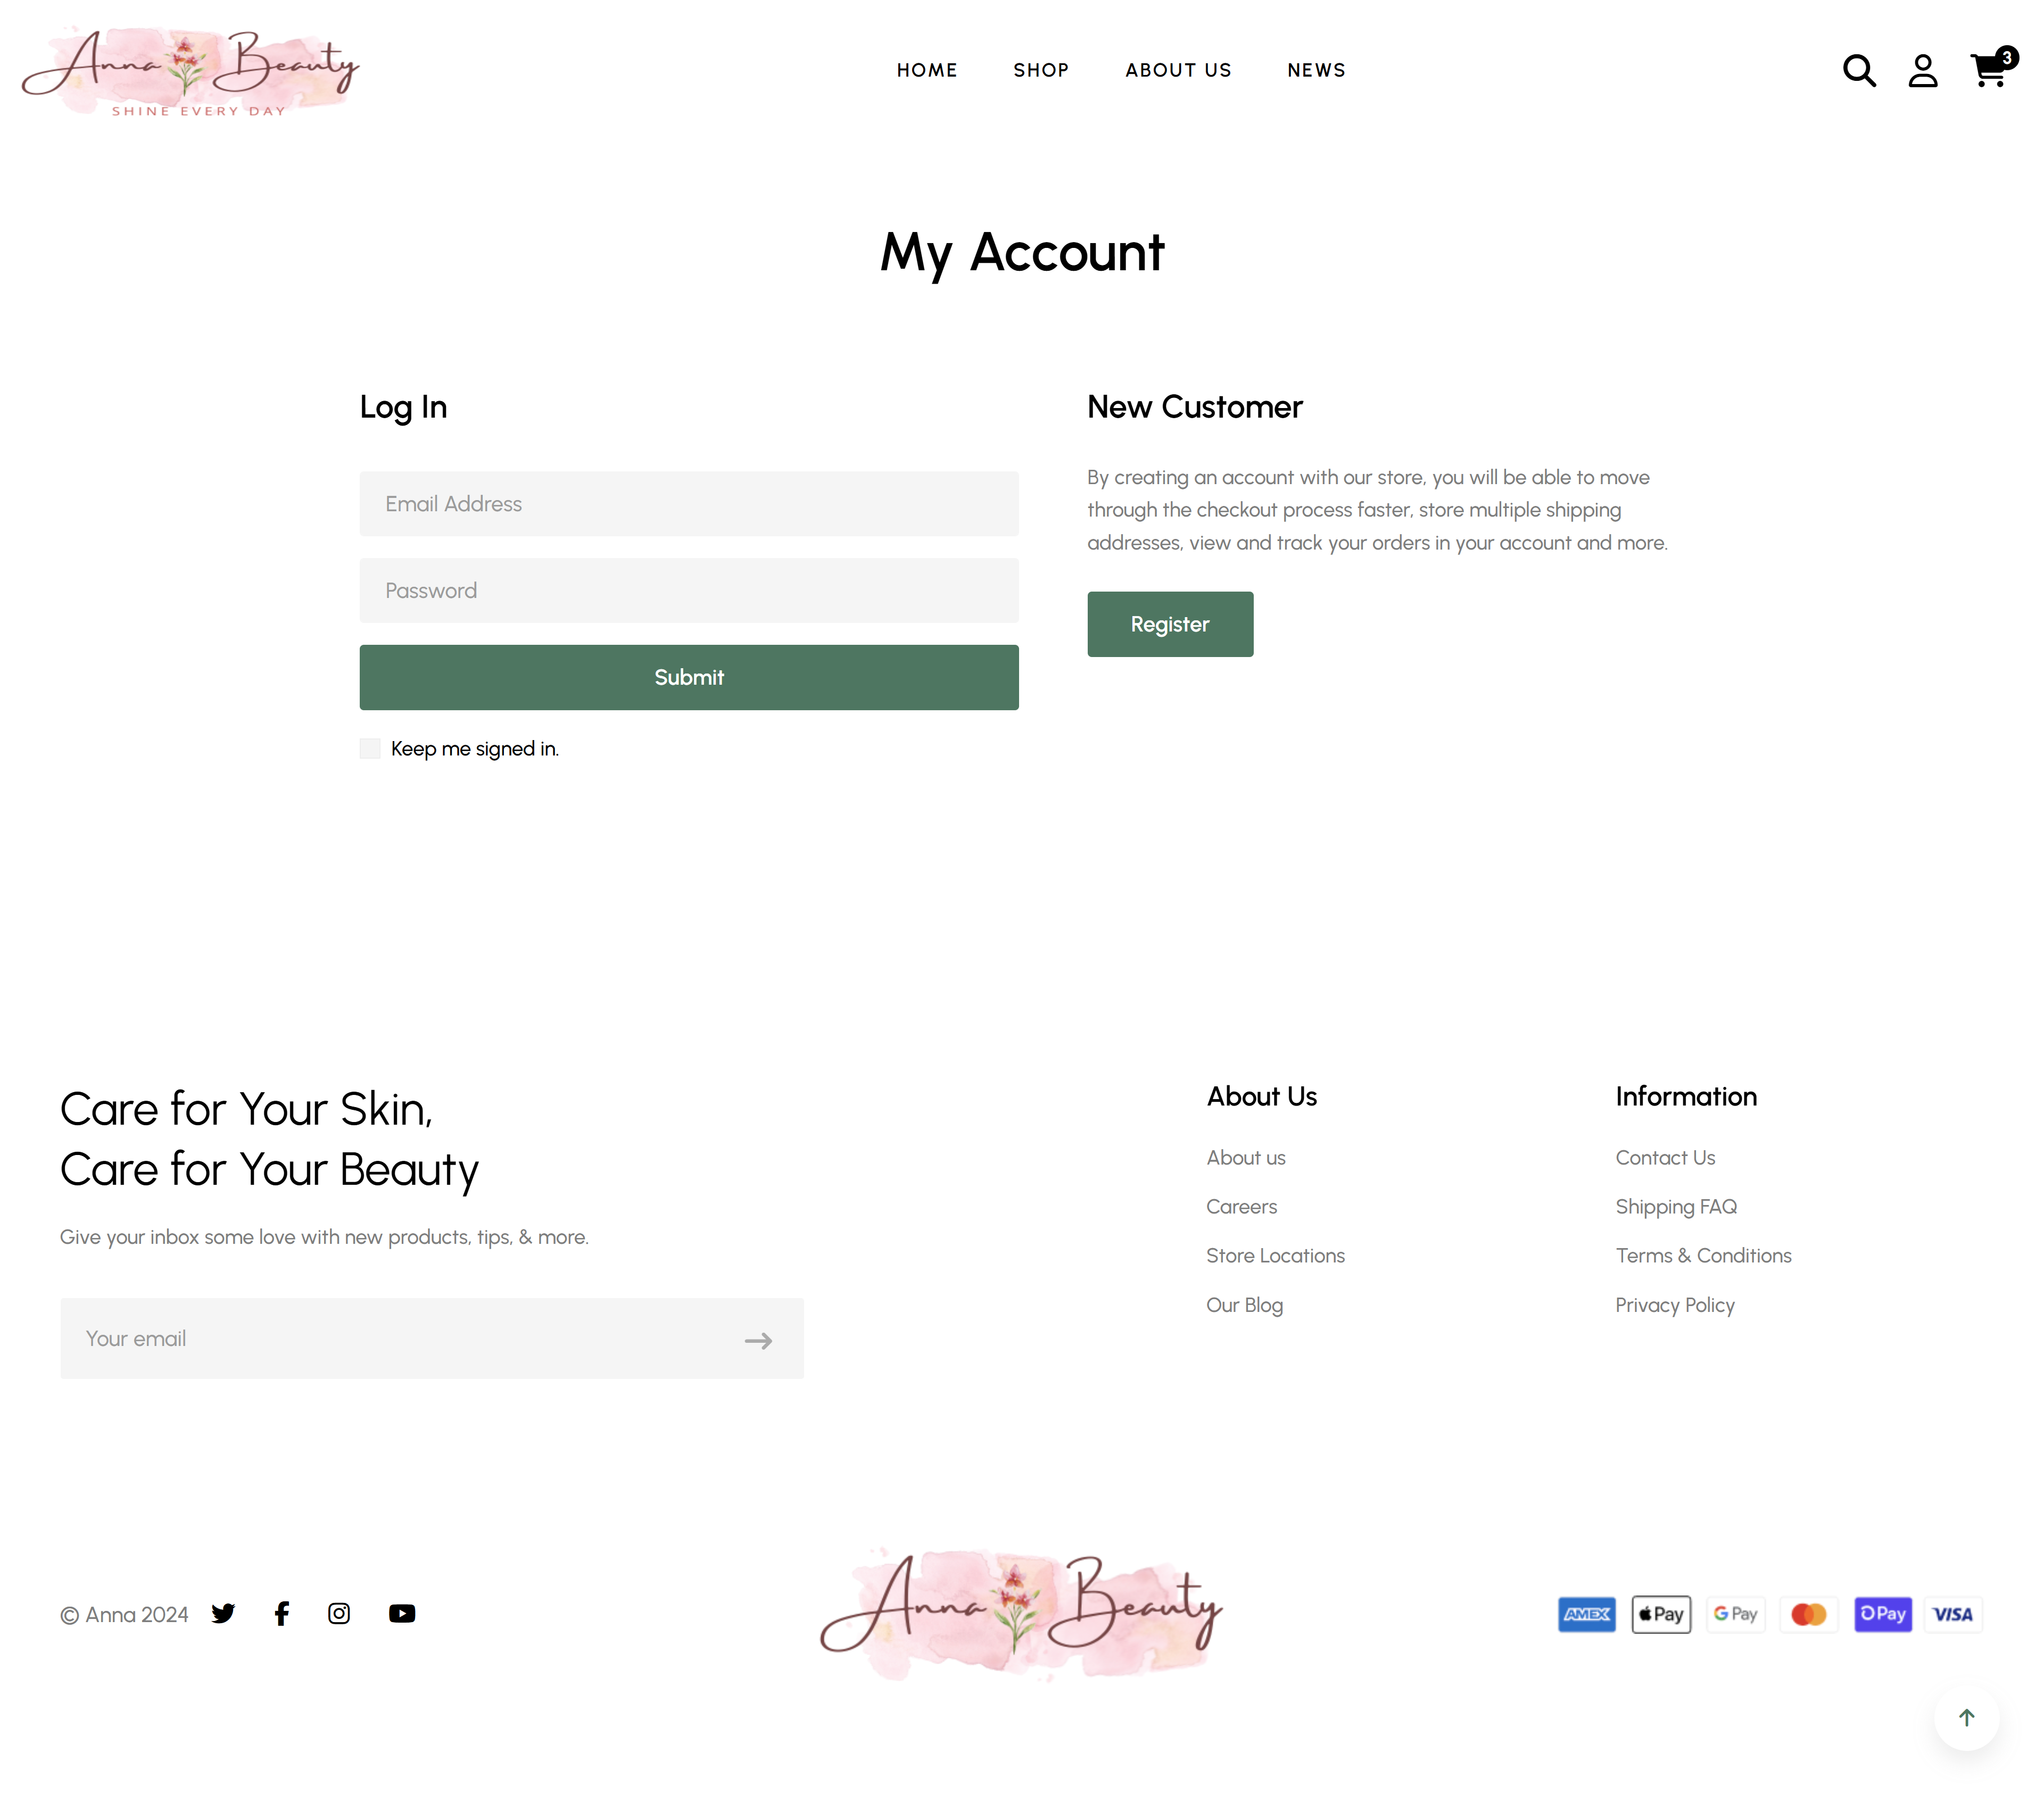 Anna Beauty
SHINE EVERY DAY
HOME
SHOP
ABOUT US
NEWS
3
My Account
Log In
Email Address
Password
Submit
Keep me signed in.
New Customer
By creating an account with our store, you will be able to move
through the checkout process faster, store multiple shipping
addresses, view and track your orders in your account and more.
Register
Care for Your Skin,
Care for Your Beauty
Give your inbox some love with new products, tips, & more.
Your email
About Us
About us
Careers
Store Locations
Our Blog
Information
Contact Us
Shipping FAQ
Terms & Conditions
Privacy Policy
© Anna 2024
Anna Beauty
AMEX
Pay
G Pay
OPay
VISA